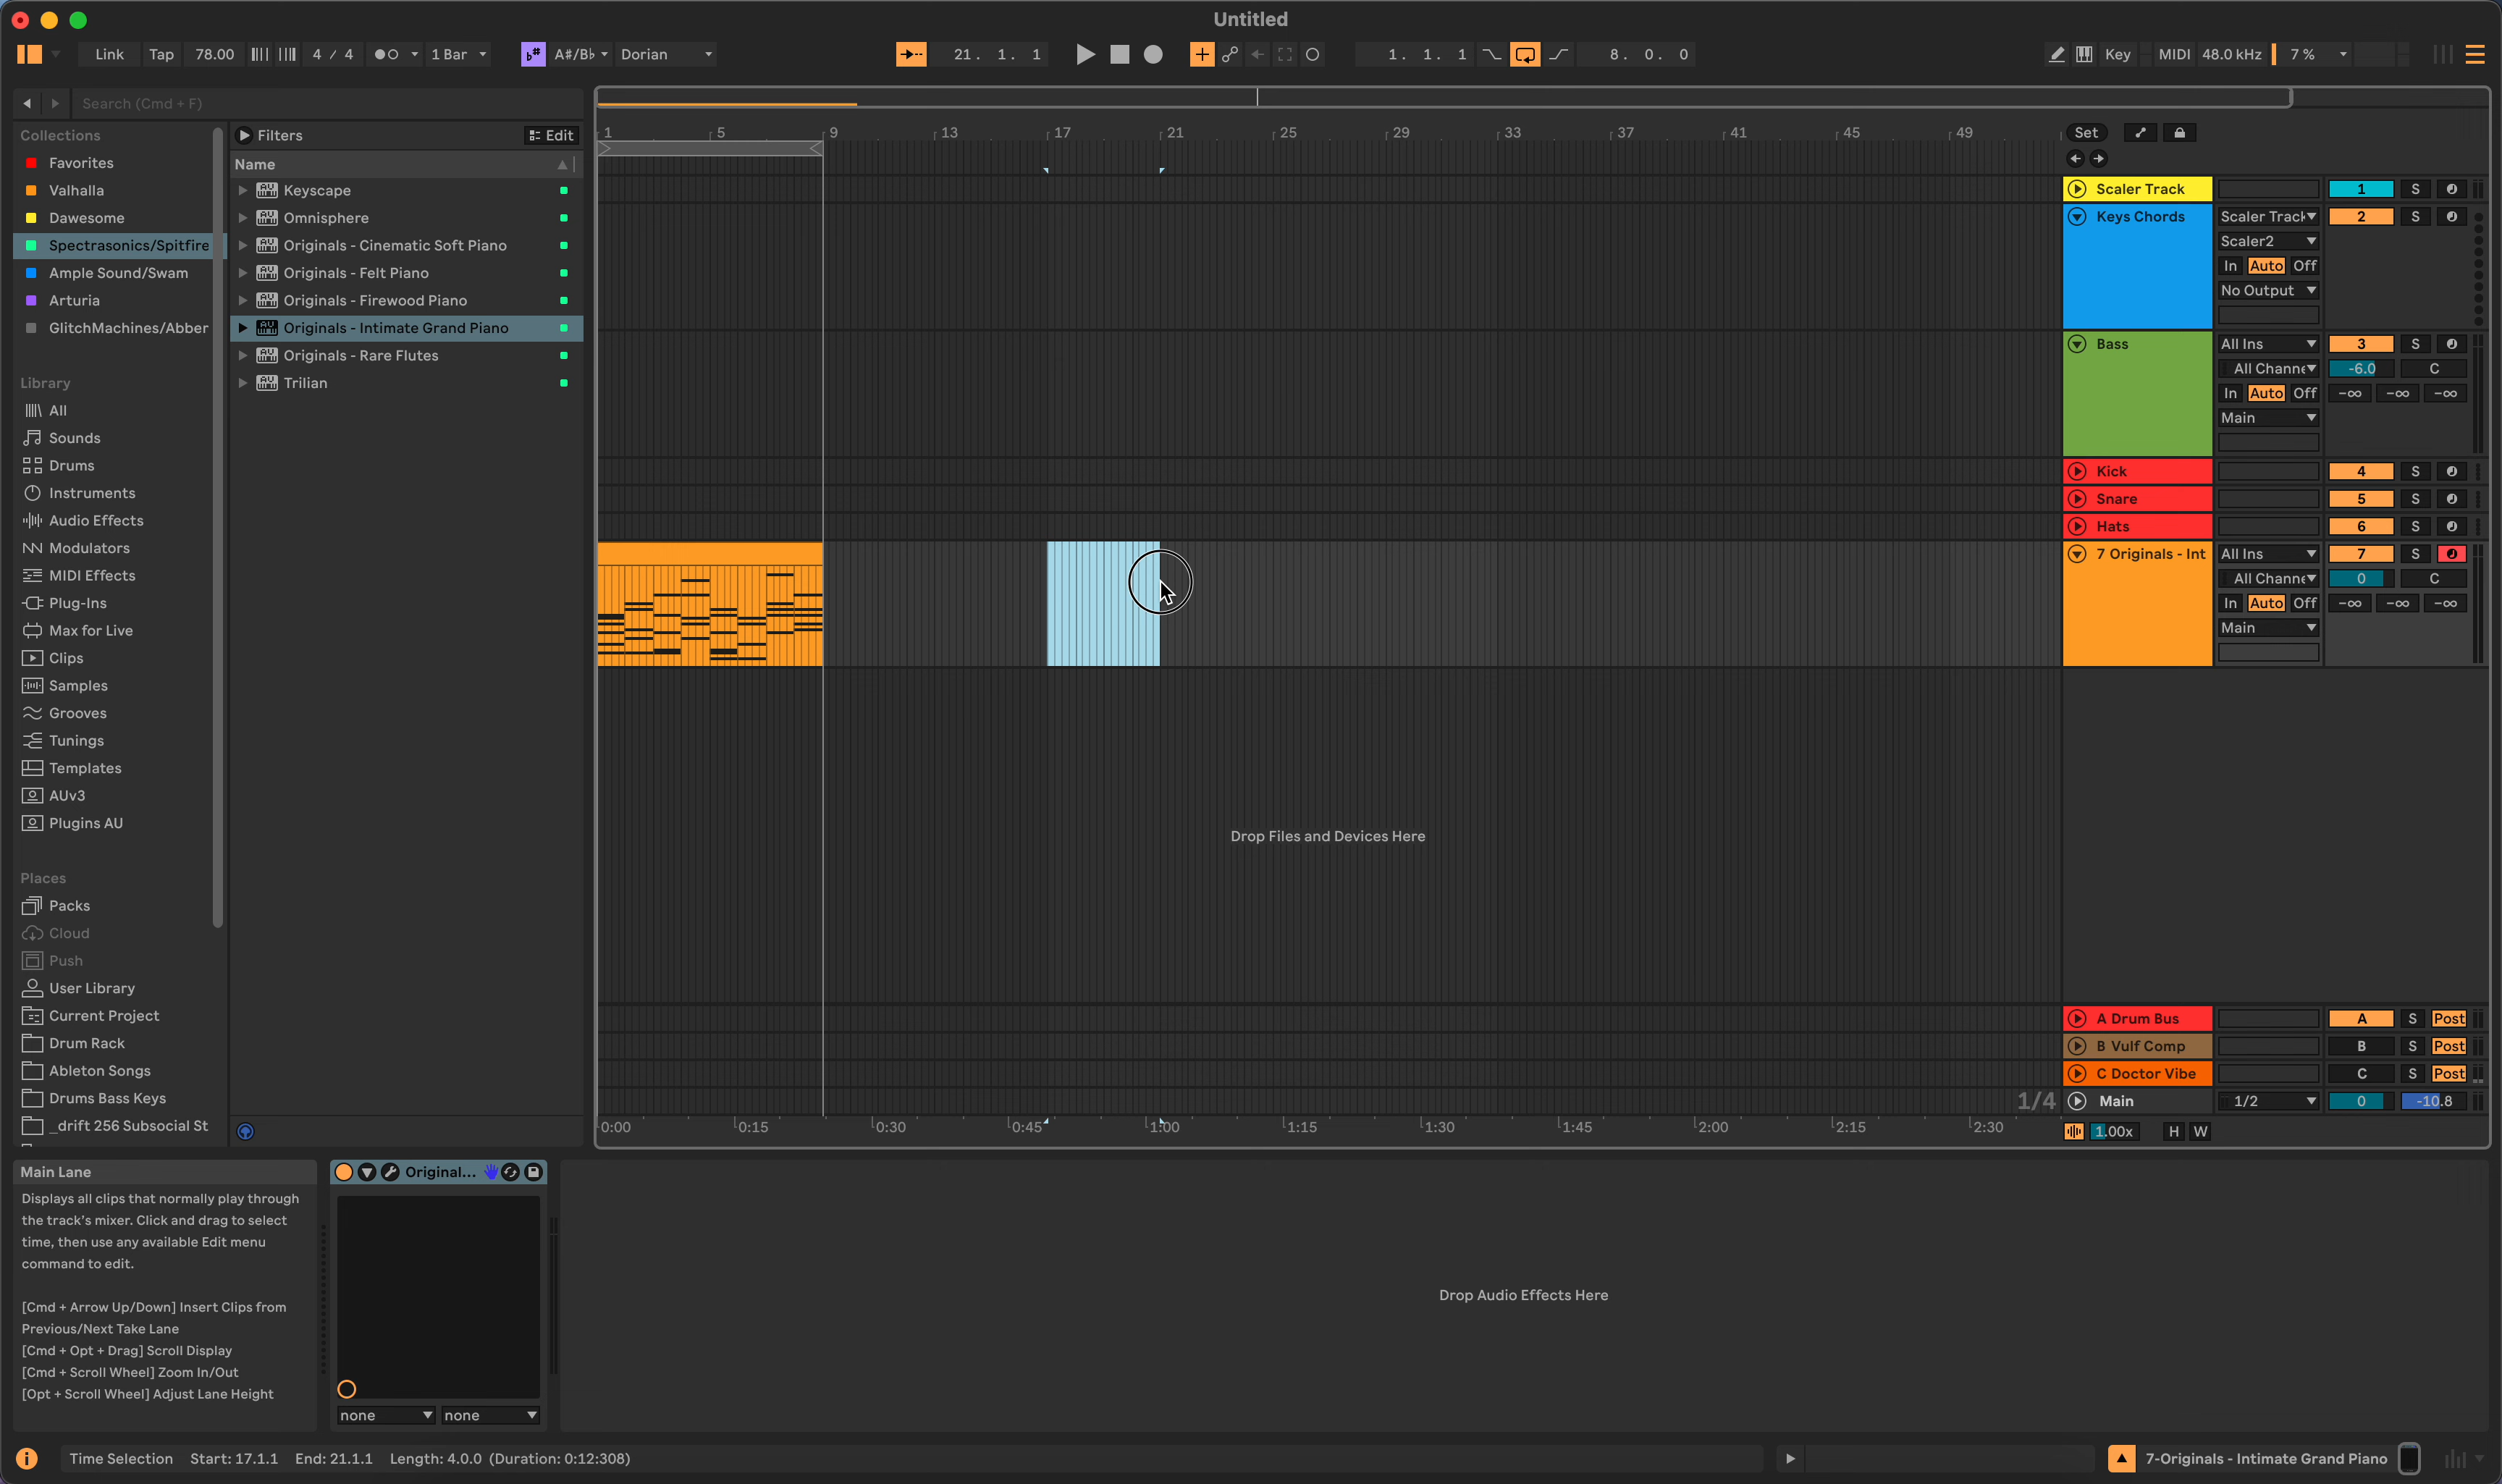 Untitled
Link Tap 78.00 4 / 4 1 Bar A#/Bb Dorian 21. 1. 1 1. 1. 1 8. 0. 0 Key MIDI 48.0 kHz 7 %
Search (Cmd + F)
Collections
Favorites
Valhalla
Dawesome
Spectrasonics/Spitfire
Ample Sound/Swam
Arturia
GlitchMachines/Abber
Library
All
Sounds
Drums
Instruments
Audio Effects
Modulators
MIDI Effects
Plug-Ins
Max for Live
Clips
Samples
Grooves
Tunings
Templates
AUv3
Plugins AU
Places
Packs
Cloud
Push
User Library
Current Project
Drum Rack
Ableton Songs
Drums Bass Keys
_drift 256 Subsocial St
Filters Edit
Name
Keyscape
Omnisphere
Originals - Cinematic Soft Piano
Originals - Felt Piano
Originals - Firewood Piano
Originals - Intimate Grand Piano
Originals - Rare Flutes
Trilian
1 5 9 13 17 21 25 29 33 37 41 45 49
Set
Scaler Track 1 S
Keys Chords Scaler Track 2 S
Scaler2
In Auto Off
No Output
Bass All Ins 3 S
All Channe -6.0 C
In Auto Off -∞ -∞ -∞
Main
Kick 4 S
Snare 5 S
Hats 6 S
7 Originals - Int All Ins 7 S
All Channe 0 C
In Auto Off -∞ -∞ -∞
Main
Drop Files and Devices Here
A Drum Bus A S Post
B Vulf Comp B S Post
C Doctor Vibe C S Post
1/4 Main 1/2 0 -10.8
0:00 0:15 0:30 0:45 1:00 1:15 1:30 1:45 2:00 2:15 2:30
1.00x H W
Main Lane
Displays all clips that normally play through
the track's mixer. Click and drag to select
time, then use any available Edit menu
command to edit.
[Cmd + Arrow Up/Down] Insert Clips from
Previous/Next Take Lane
[Cmd + Opt + Drag] Scroll Display
[Cmd + Scroll Wheel] Zoom In/Out
[Opt + Scroll Wheel] Adjust Lane Height
Original...
none none
Drop Audio Effects Here
Time Selection Start: 17.1.1 End: 21.1.1 Length: 4.0.0 (Duration: 0:12:308)
7-Originals - Intimate Grand Piano